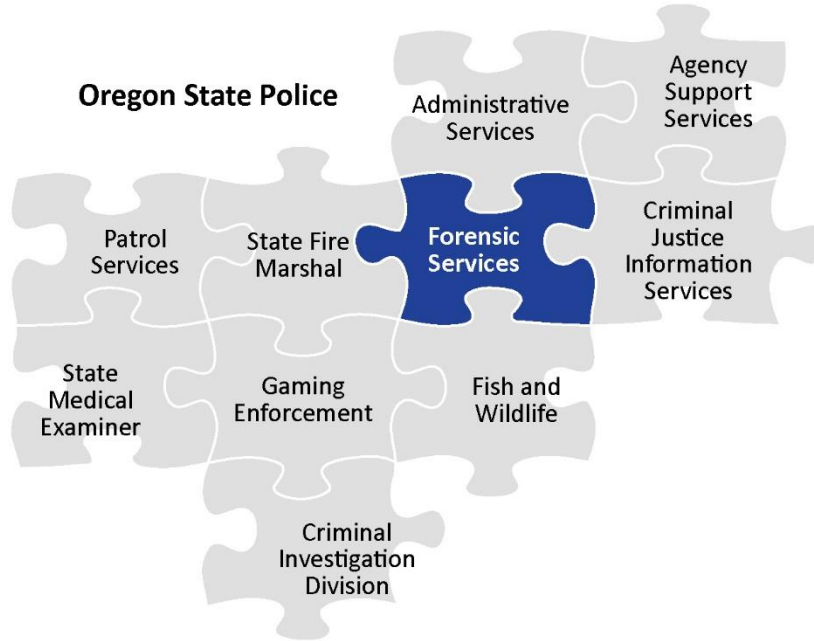 Oregon State Police
Administrative
Services
Agency
Support
Services
Patrol
Services
State Fire
Marshal
Forensic
Services
Criminal
Justice
Information
Services
State
Medical
Examiner
Gaming
Enforcement
Fish and
Wildlife
Criminal
Investigation
Division